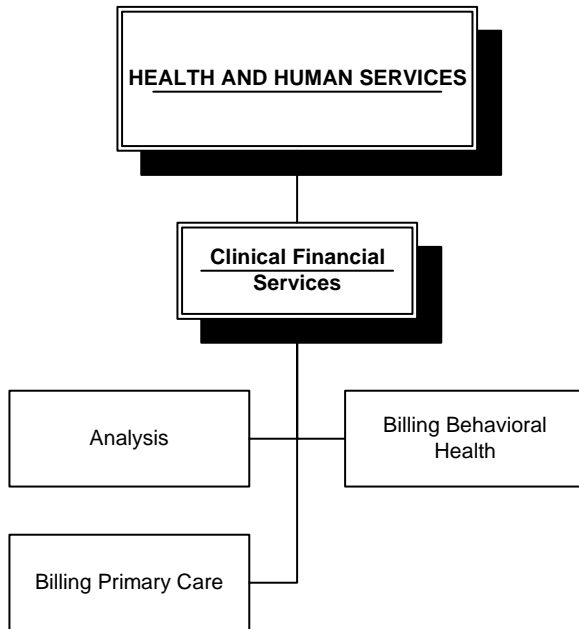 HEALTH AND HUMAN SERVICES
Clinical Financial
Services
Analysis
Billing Behavioral
Health
Billing Primary Care